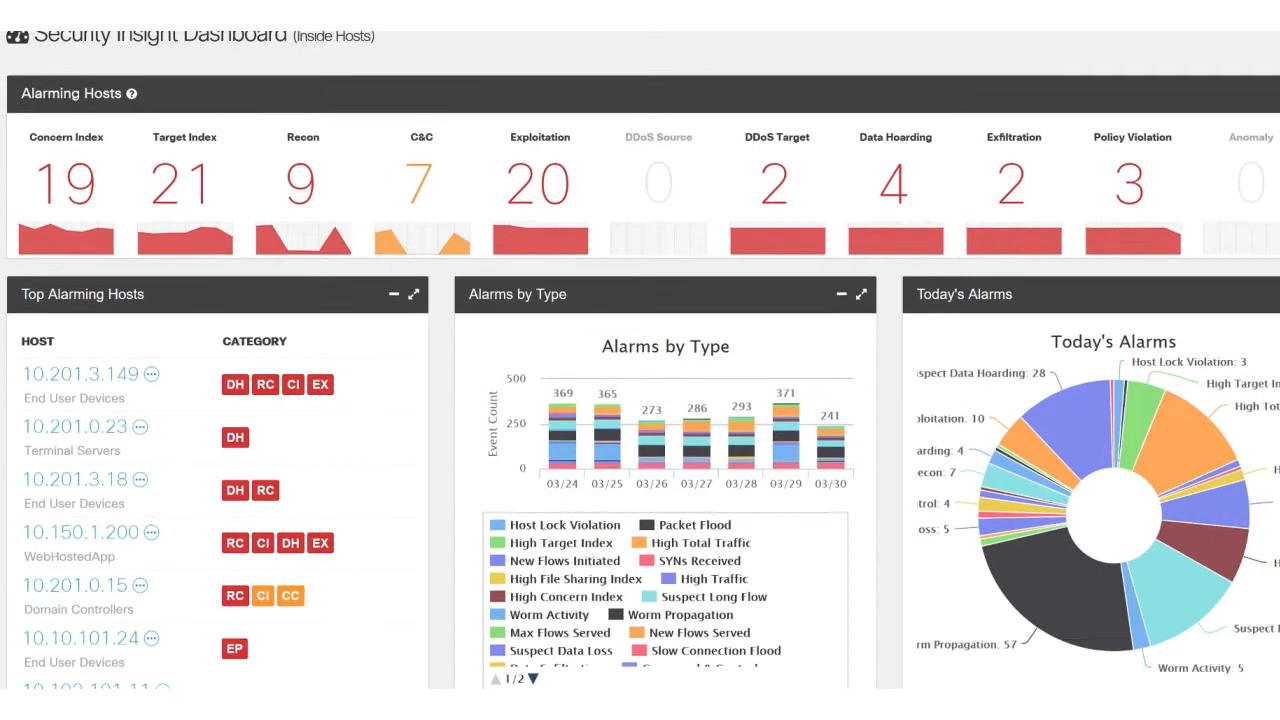 Security Insight Dashboard (Inside Hosts)
Alarming Hosts
Concern Index Target Index Recon C&C Exploitation DDoS Source DDoS Target Data Hoarding Exfiltration Policy Violation Anomaly
19 21 9 7 20 0 2 4 2 3 0
Top Alarming Hosts
HOST CATEGORY
10.201.3.149
DH RC CI EX
End User Devices
10.201.0.23
DH
Terminal Servers
10.201.3.18
DH RC
End User Devices
10.150.1.200
RC CI DH EX
WebHostedApp
10.201.0.15
RC CI CC
Domain Controllers
10.10.101.24
EP
End User Devices
Alarms by Type
Alarms by Type
Event Count
500
250
0
369 365 273 286 293 371 241
03/24 03/25 03/26 03/27 03/28 03/29 03/30
Host Lock Violation Packet Flood
High Target Index High Total Traffic
New Flows Initiated SYNs Received
High File Sharing Index High Traffic
High Concern Index Suspect Long Flow
Worm Activity Worm Propagation
Max Flows Served New Flows Served
Suspect Data Loss Slow Connection Flood
1/2
Today's Alarms
Today's Alarms
Host Lock Violation: 3
High Target In
High Tot
H
H
Suspect D
Worm Activity: 5
rm Propagation: 57
oss: 5
trol: 4
econ: 7
arding: 4
ploitation: 10
spect Data Hoarding: 28